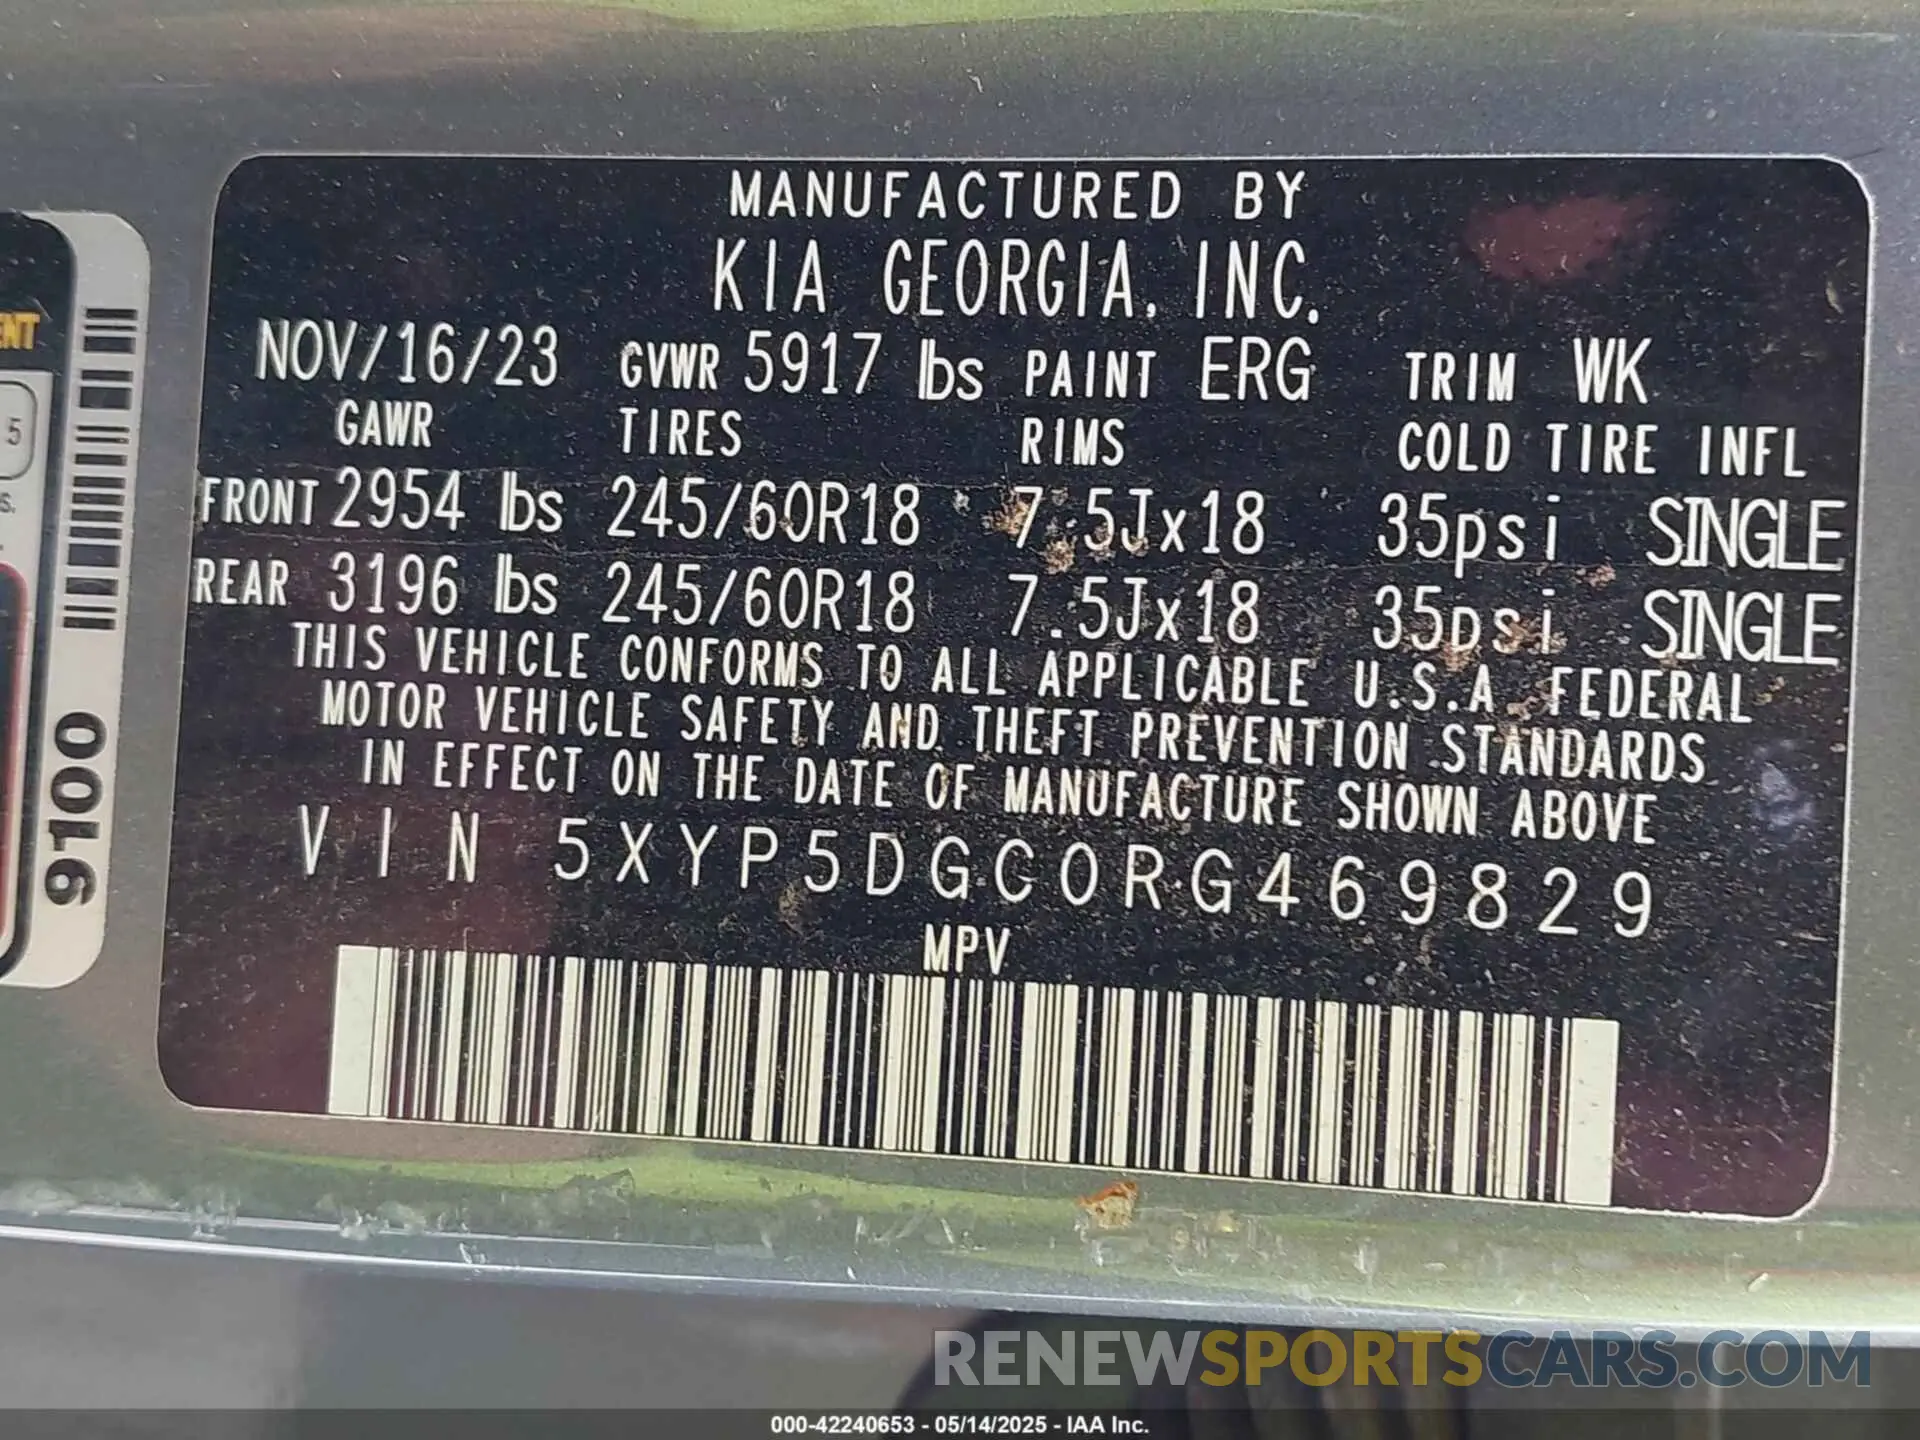 MANUFACTURED BY
KIA GEORGIA, INC.
NOV/16/23 GVWR 5917 lbs PAINT ERG TRIM WK
GAWR TIRES RIMS COLD TIRE INFL
FRONT 2954 lbs 245/60R18 7.5Jx18 35psi SINGLE
REAR 3196 lbs 245/60R18 7.5Jx18 35psi SINGLE
THIS VEHICLE CONFORMS TO ALL APPLICABLE U.S.A. FEDERAL
MOTOR VEHICLE SAFETY AND THEFT PREVENTION STANDARDS
IN EFFECT ON THE DATE OF MANUFACTURE SHOWN ABOVE
VIN 5XYP5DGC0RG469829
MPV
ENT
5
S.
9100
RENEWSPORTSCARS.COM
000-42240653 - 05/14/2025 - IAA Inc.